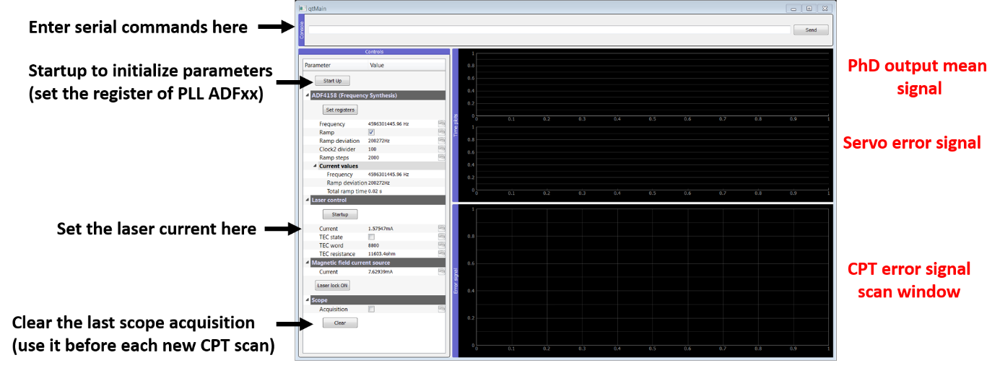 qtMain
Enter serial commands here
Console
Send
Controls
Parameter Value
Startup to initialize parameters
(set the register of PLL ADFxx)
Start Up
ADF4158 (Frequency Synthesis)
Set registers
Frequency 4596301445.96 Hz
Ramp
Ramp deviation 200272Hz
Clock2 divider 100
Ramp steps 2000
Current values
Frequency 4596301445.96 Hz
Ramp deviation 200272Hz
Total ramp time 0.02 s
Laser control
Startup
Set the laser current here
Current 1.57547mA
TEC state
TEC word 8800
TEC resistance 11603.4ohm
Magnetic field current source
Current 7.62939mA
Laser lock ON
Scope
Acquisition
Clear the last scope acquisition
(use it before each new CPT scan)
Clear
Time plots
1
0.8
0.6
0.4
0.2
0
0 0.1 0.2 0.3 0.4 0.5 0.6 0.7 0.8 0.9 1
1
0.8
0.6
0.4
0.2
0
0 0.1 0.2 0.3 0.4 0.5 0.6 0.7 0.8 0.9 1
Error signal
1
0.8
0.6
0.4
0.2
0
0 0.1 0.2 0.3 0.4 0.5 0.6 0.7 0.8 0.9 1
PhD output mean
signal
Servo error signal
CPT error signal
scan window